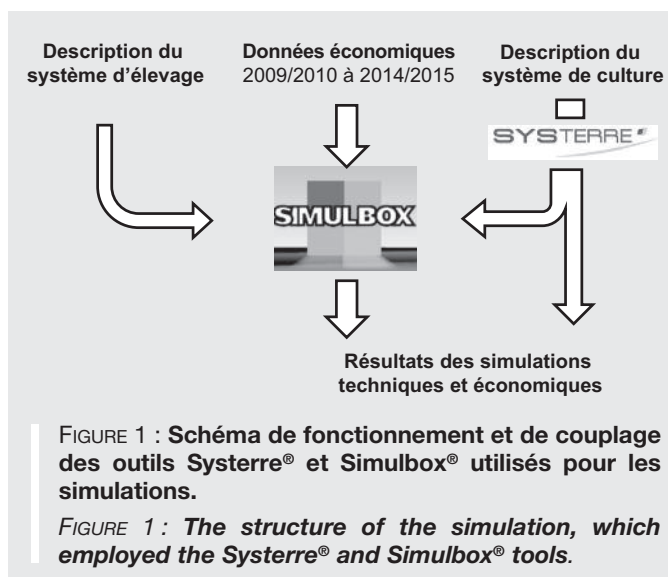 Description du
système d'élevage
Données économiques
2009/2010 à 2014/2015
Description du
système de culture
SYSTERRE
SIMULBOX
Résultats des simulations
techniques et économiques
FIGURE 1 : Schéma de fonctionnement et de couplage
des outils Systerre® et Simulbox® utilisés pour les
simulations.
FIGURE 1 : The structure of the simulation, which
employed the Systerre® and Simulbox® tools.